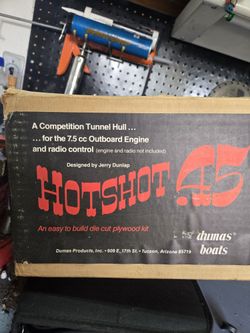 A Competition Tunnel Hull ...
... for the 7.5 cc Outboard Engine
and radio control (engine and radio not included)
Designed by Jerry Dunlap
HOTSHOT .45
An easy to build die cut plywood kit
dumas
boats
Dumas Products, Inc. • 909 E. 17th St. • Tucson, Arizona 85719